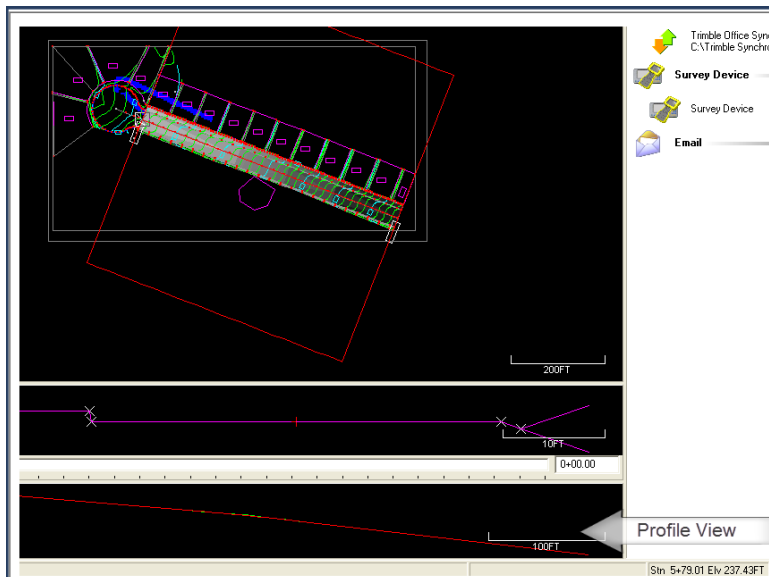 Trimble Office Sync
C:\Trimble Synchro
Survey Device
Survey Device
Email
200FT
10FT
0+00.00
100FT
Profile View
Stn 5+79.01 Elv 237.43FT